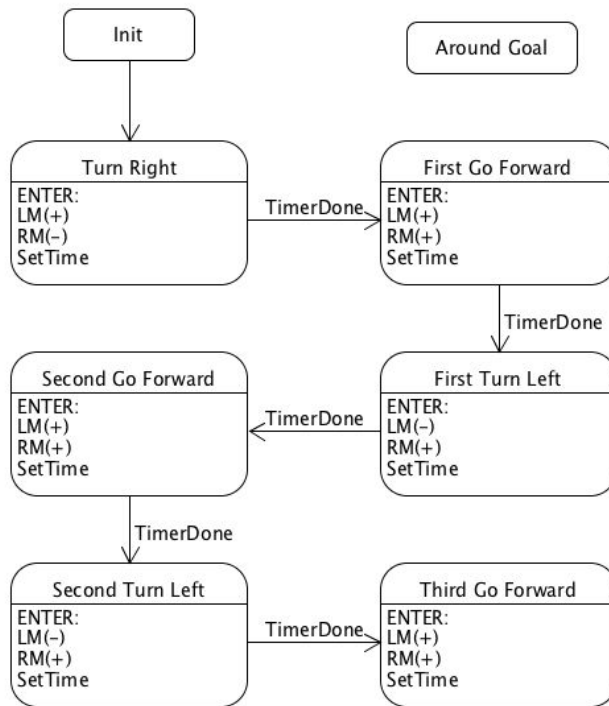 Init
Around Goal
Turn Right
ENTER:
LM(+)
RM(–)
SetTime
TimerDone
First Go Forward
ENTER:
LM(+)
RM(+)
SetTime
TimerDone
First Turn Left
ENTER:
LM(–)
RM(+)
SetTime
TimerDone
Second Go Forward
ENTER:
LM(+)
RM(+)
SetTime
TimerDone
Second Turn Left
ENTER:
LM(–)
RM(+)
SetTime
TimerDone
Third Go Forward
ENTER:
LM(+)
RM(+)
SetTime